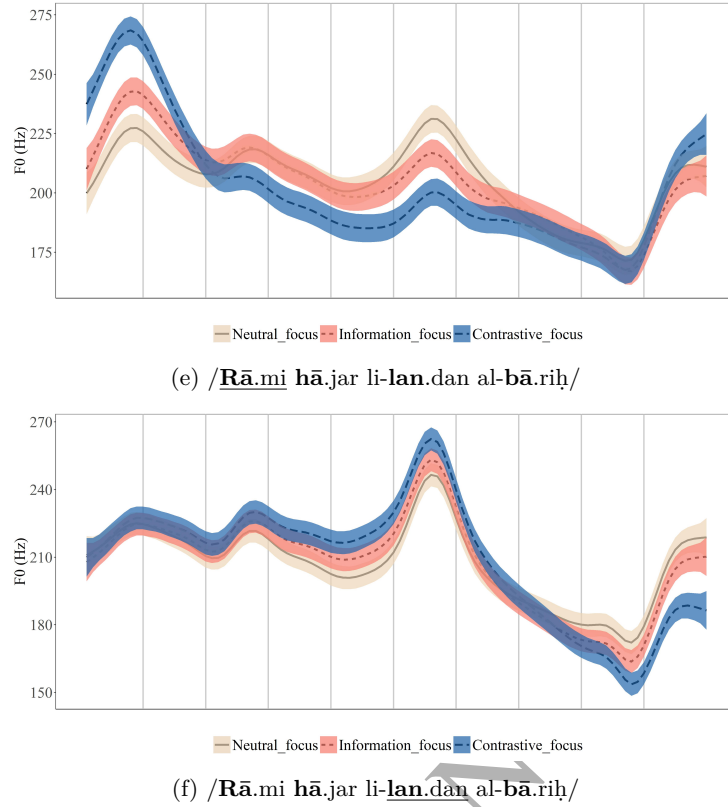 275
250
225
200
175
F0 (Hz)
Neutral_focus Information_focus Contrastive_focus
(e) /Rā.mi hā.jar li-lan.dan al-bā.riḥ/
270
240
210
180
150
F0 (Hz)
Neutral_focus Information_focus Contrastive_focus
(f) /Rā.mi hā.jar li-lan.dan al-bā.riḥ/